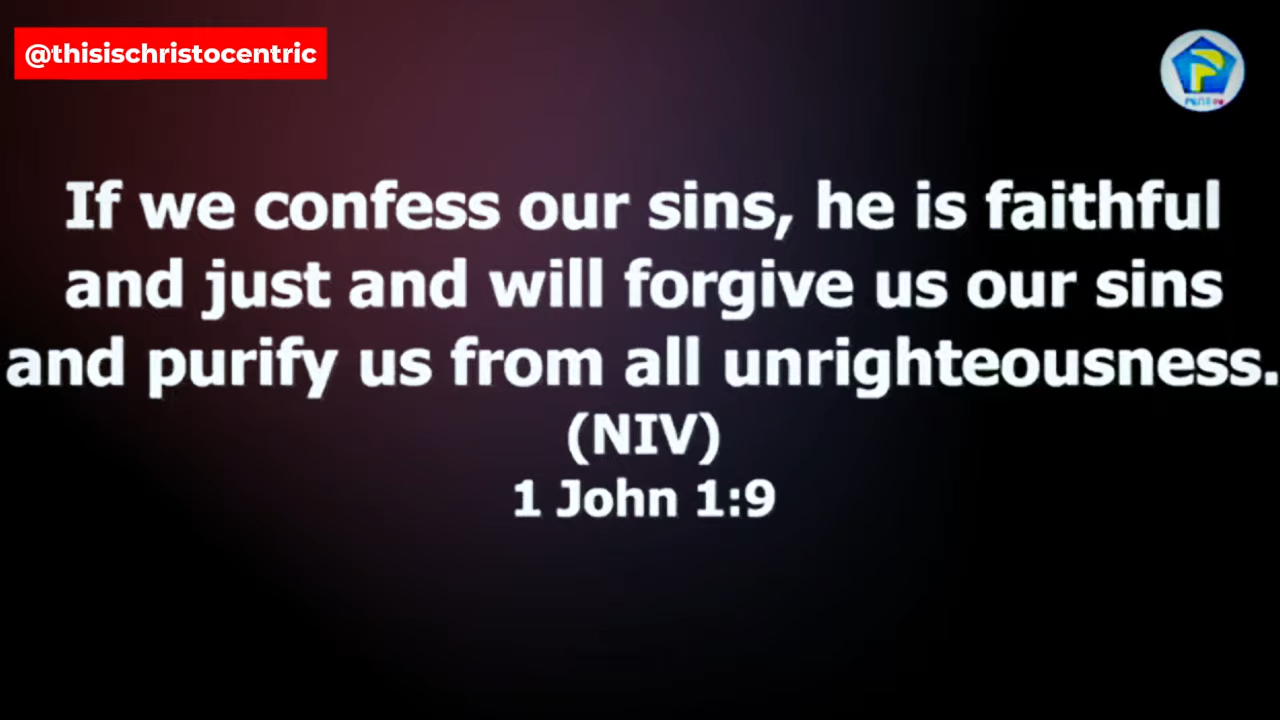 @thisischristocentric
If we confess our sins, he is faithful
and just and will forgive us our sins
and purify us from all unrighteousness.
(NIV)
1 John 1:9